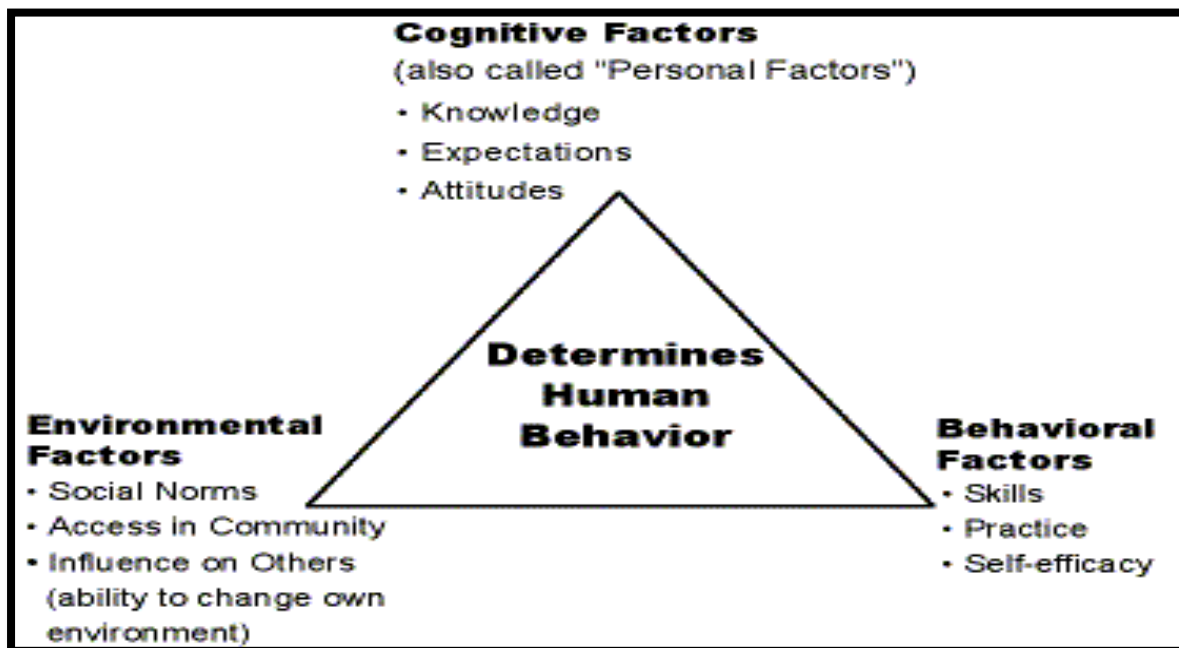 Cognitive Factors
(also called "Personal Factors")
• Knowledge
• Expectations
• Attitudes
Determines
Human
Behavior
Environmental
Factors
• Social Norms
• Access in Community
• Influence on Others
(ability to change own
environment)
Behavioral
Factors
• Skills
• Practice
• Self-efficacy